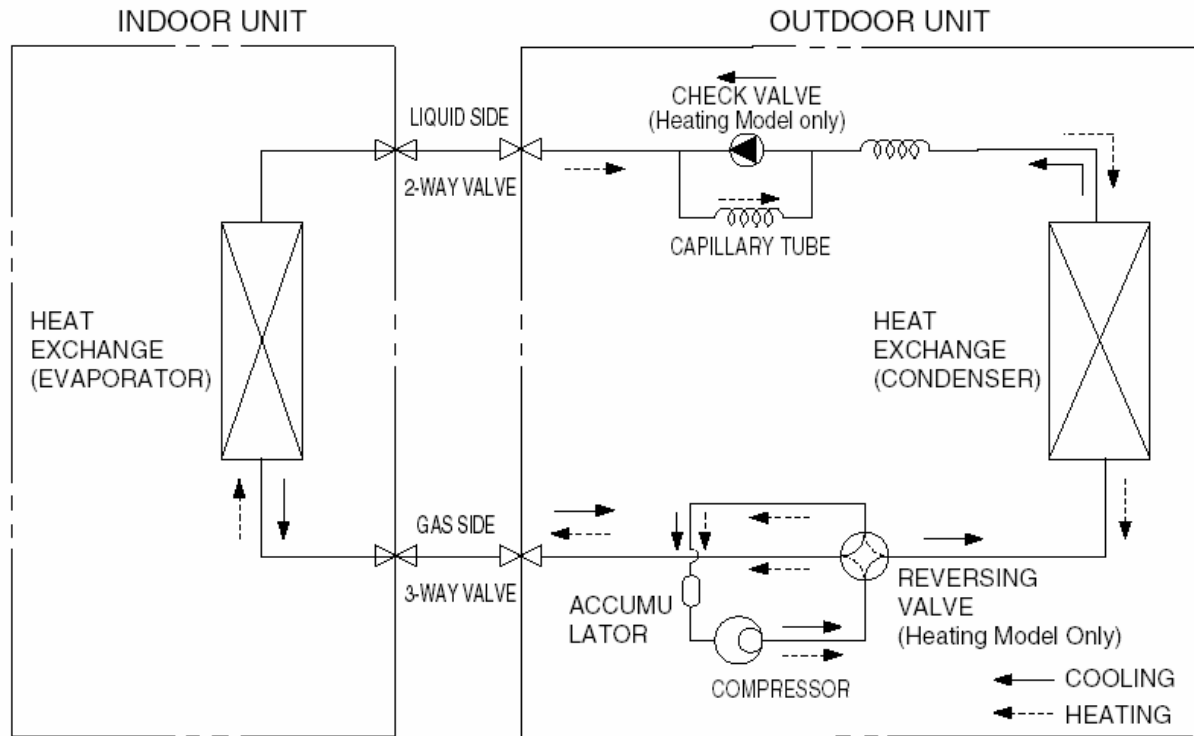 INDOOR UNIT
OUTDOOR UNIT
LIQUID SIDE
2-WAY VALVE
CHECK VALVE
(Heating Model only)
CAPILLARY TUBE
HEAT
EXCHANGE
(EVAPORATOR)
HEAT
EXCHANGE
(CONDENSER)
GAS SIDE
3-WAY VALVE
ACCUMU
LATOR
COMPRESSOR
REVERSING
VALVE
(Heating Model Only)
COOLING
HEATING